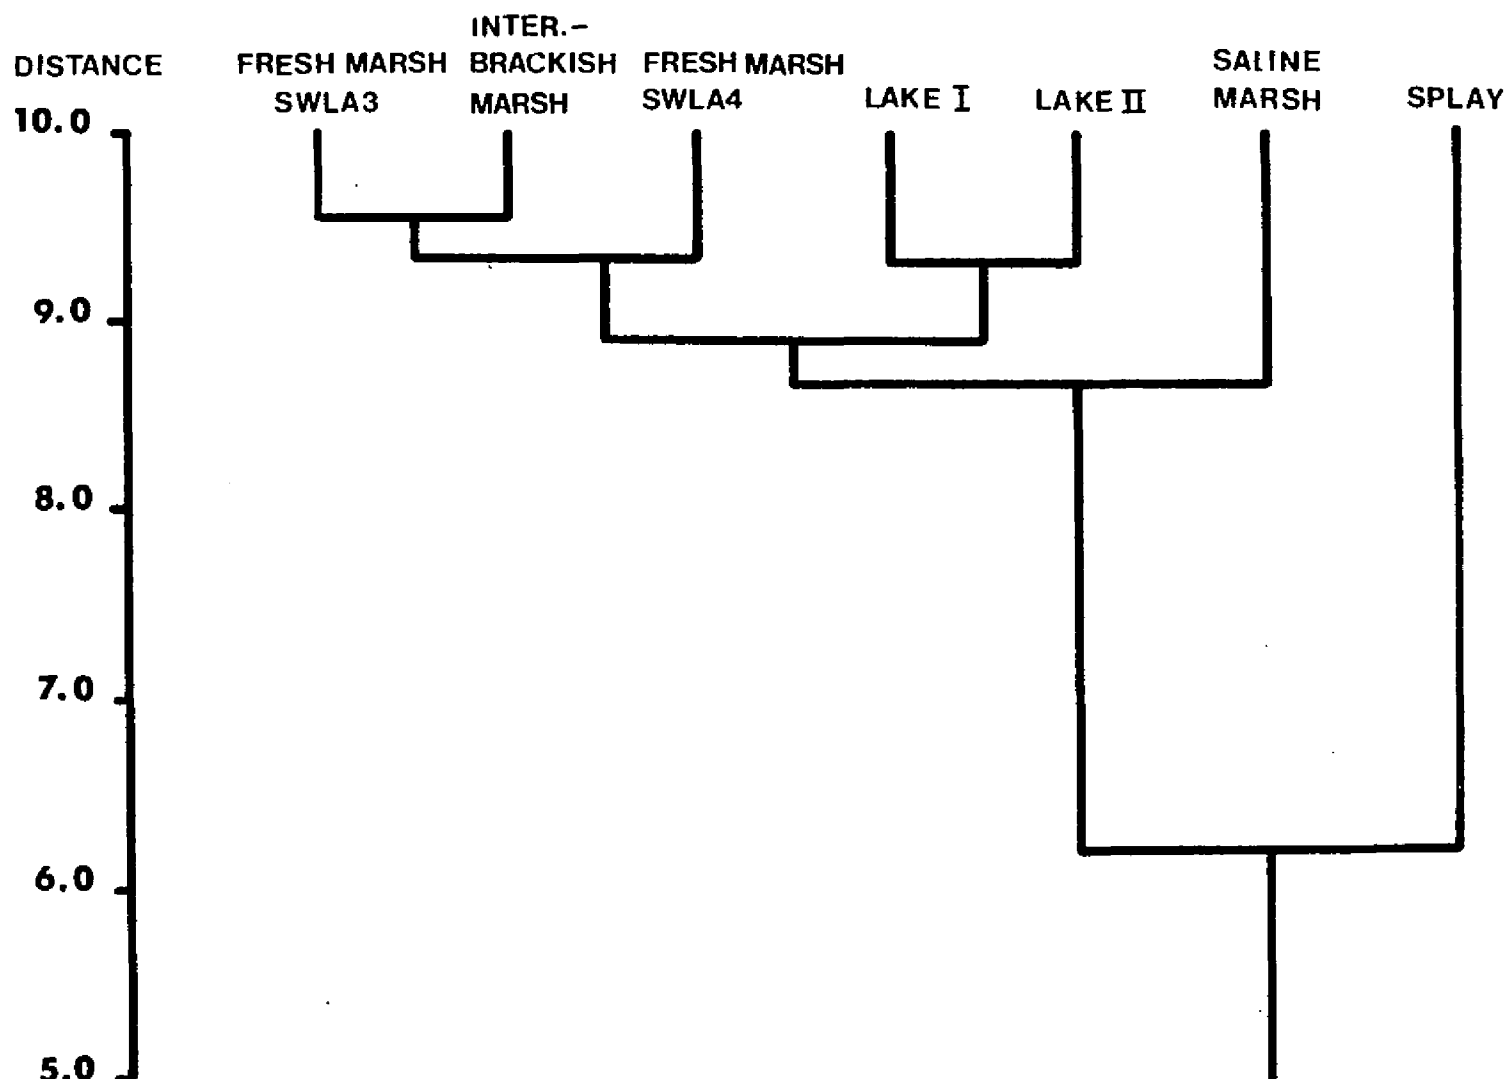 DISTANCE
FRESH MARSH
SWLA3
INTER.-
BRACKISH
MARSH
FRESH MARSH
SWLA4
LAKE I
LAKE II
SALINE
MARSH
SPLAY
10.0
9.0
8.0
7.0
6.0
5.0